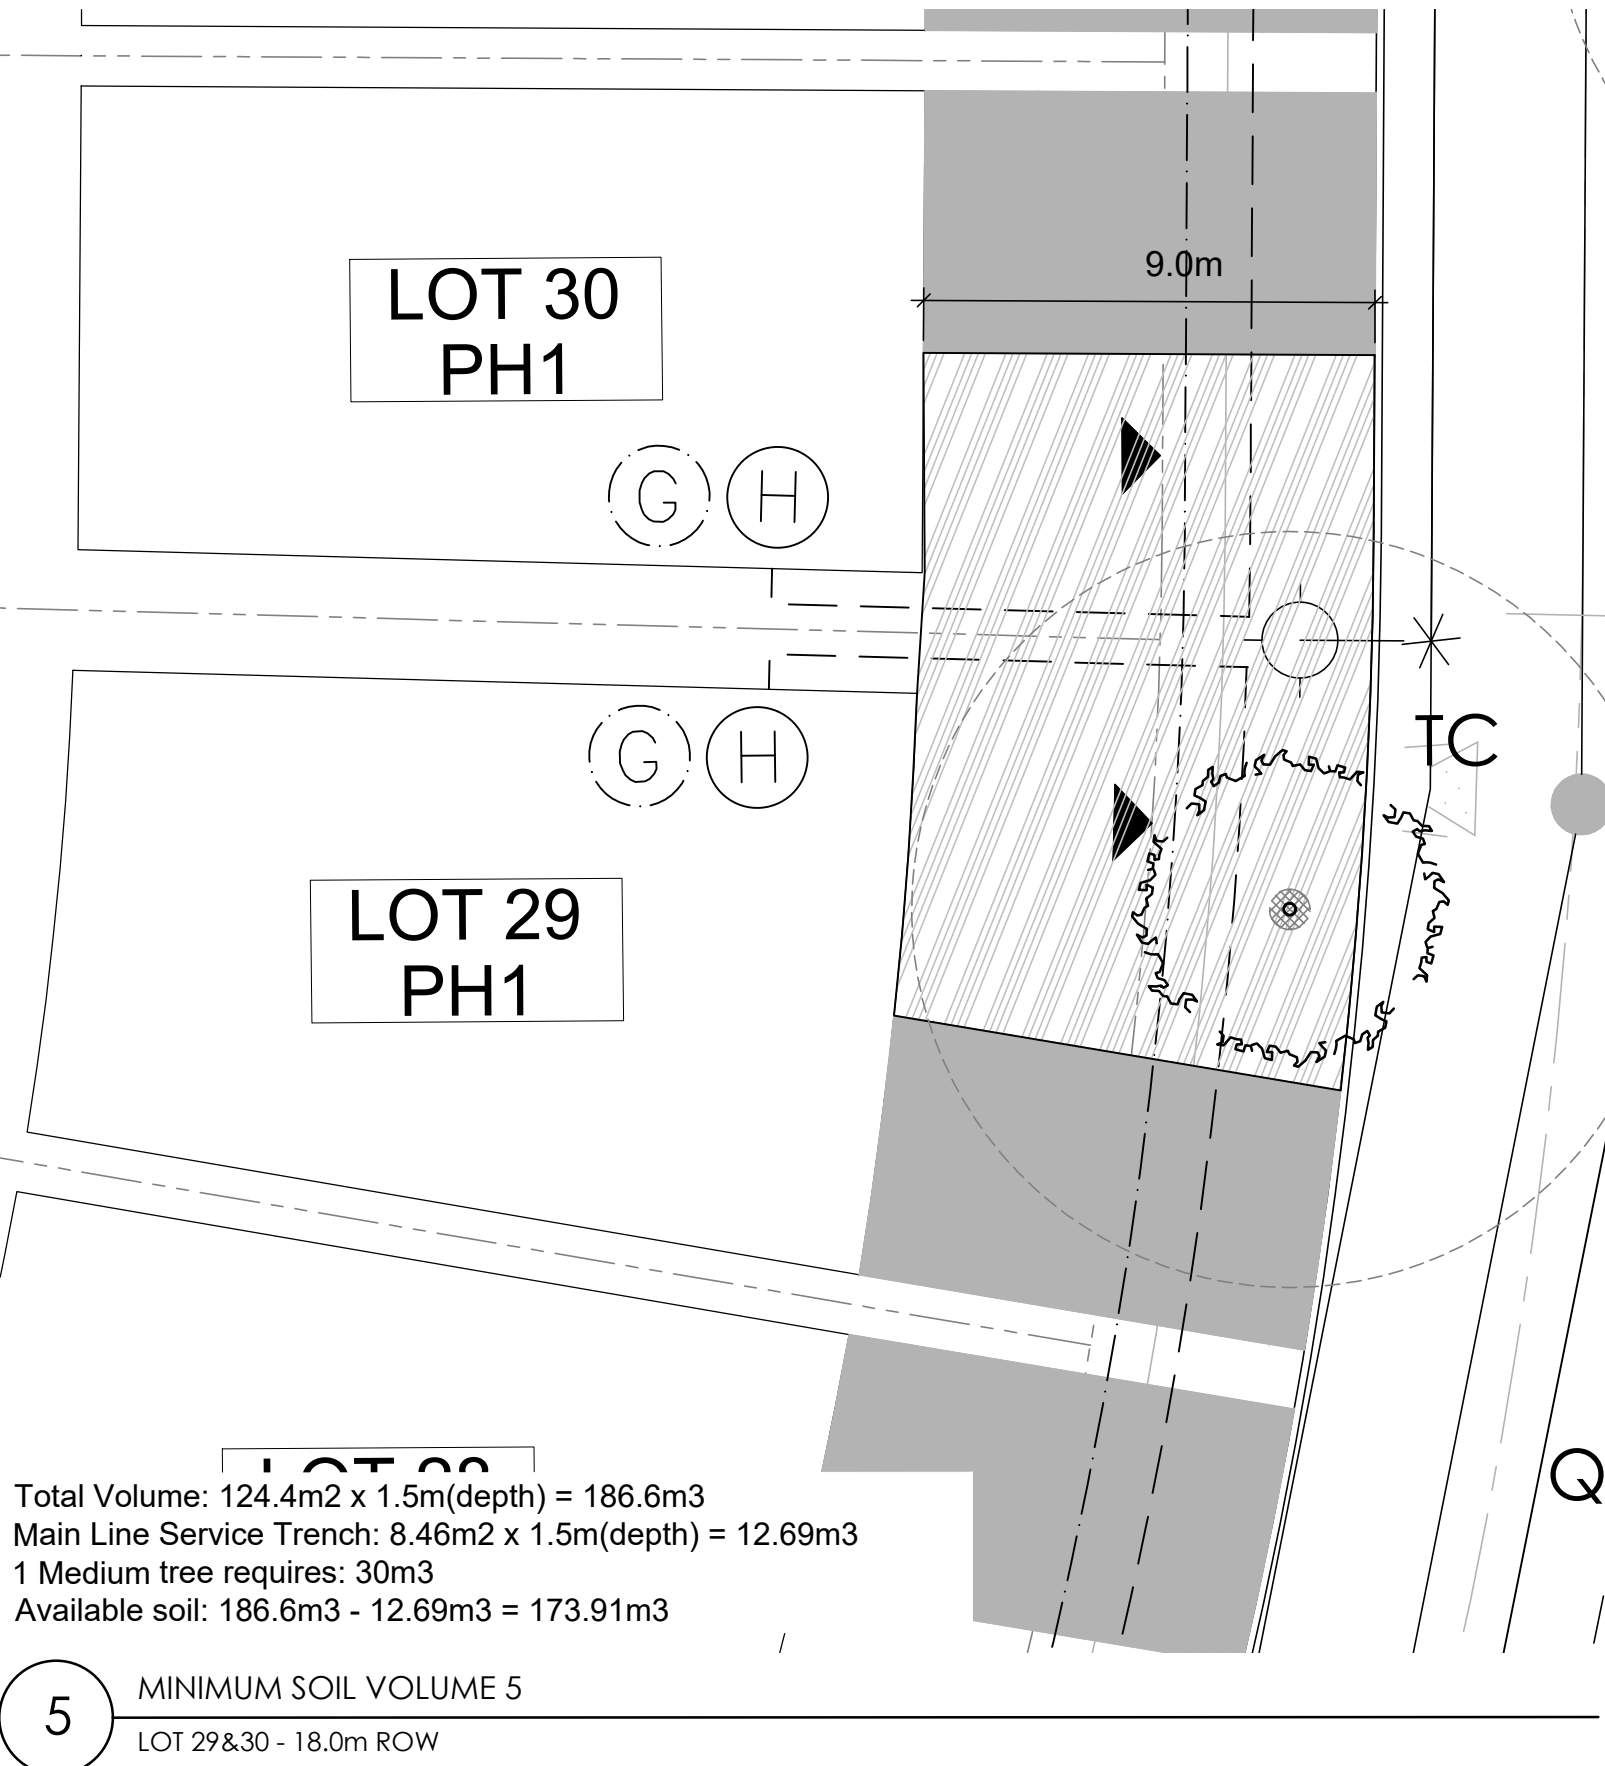 9.0m
LOT 30
PH1
G H
TC
G H
LOT 29
PH1
Q
Total Volume: 124.4m2 x 1.5m(depth) = 186.6m3
Main Line Service Trench: 8.46m2 x 1.5m(depth) = 12.69m3
1 Medium tree requires: 30m3
Available soil: 186.6m3 - 12.69m3 = 173.91m3
5
MINIMUM SOIL VOLUME 5
LOT 29&30 - 18.0m ROW